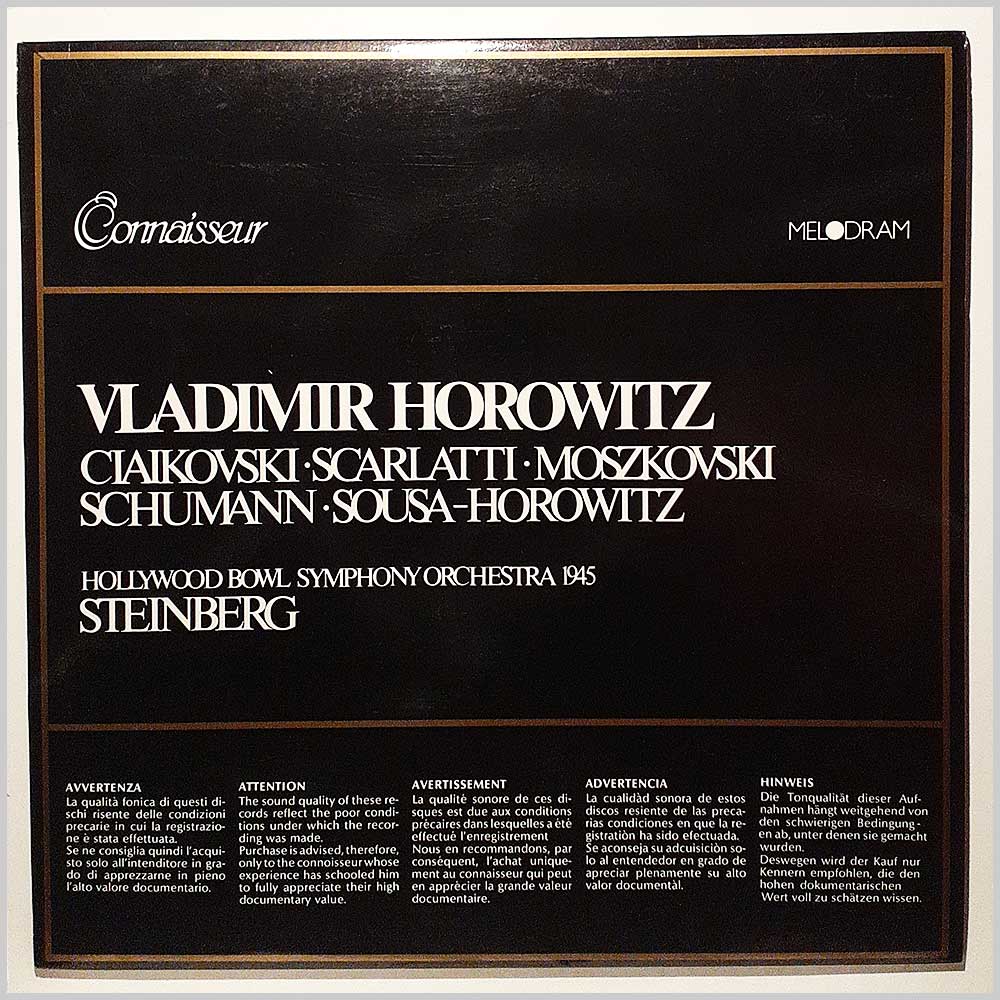 Connaisseur
MELODRAM
VLADIMIR HOROWITZ
CIAIKOVSKI·SCARLATTI·MOSZKOVSKI
SCHUMANN·SOUSA-HOROWITZ
HOLLYWOOD BOWL SYMPHONY ORCHESTRA 1945
STEINBERG
AVVERTENZA
La qualità fonica di questi di-
schi risente delle condizioni
precarie in cui la registrazio-
ne è stata effettuata.
Se ne consiglia quindi l'acqui-
sto solo all'intenditore in gra-
do di apprezzarne in pieno
l'alto valore documentario.
ATTENTION
The sound quality of these re-
cords reflect the poor condi-
tions under which the recor-
ding was made.
Purchase is advised, therefore,
only to the connoisseur whose
experience has schooled him
to fully appreciate their high
documentary value.
AVERTISSEMENT
La qualité sonore de ces di-
sques est due aux conditions
précaires dans lesquelles a été
effectué l'enregistrement
Nous en recommandons, par
conséquent, l'achat unique-
ment au connaisseur qui peut
en apprècier la grande valeur
documentaire.
ADVERTENCIA
La cualidàd sonora de estos
discos resiente de las preca-
rias condiciones en que la re-
gistratiòn ha sido efectuada.
Se aconseja su adcuisiciòn so-
lo al entendedor en grado de
apreciar plenamente su alto
valor documentàl.
HINWEIS
Die Tonqualität dieser Auf-
nahmen hängt weitgehend von
den schwierigen Bedingung-
en ab, unter denen sie gemacht
wurden.
Deswegen wird der Kauf nur
Kennern empfohlen, die den
hohen dokumentarischen
Wert voll zu schätzen wissen.